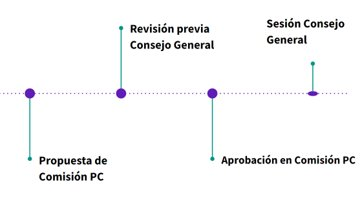 Revisión previa
Consejo General
Sesión Consejo
General
Propuesta de
Comisión PC
Aprobación en Comisión PC